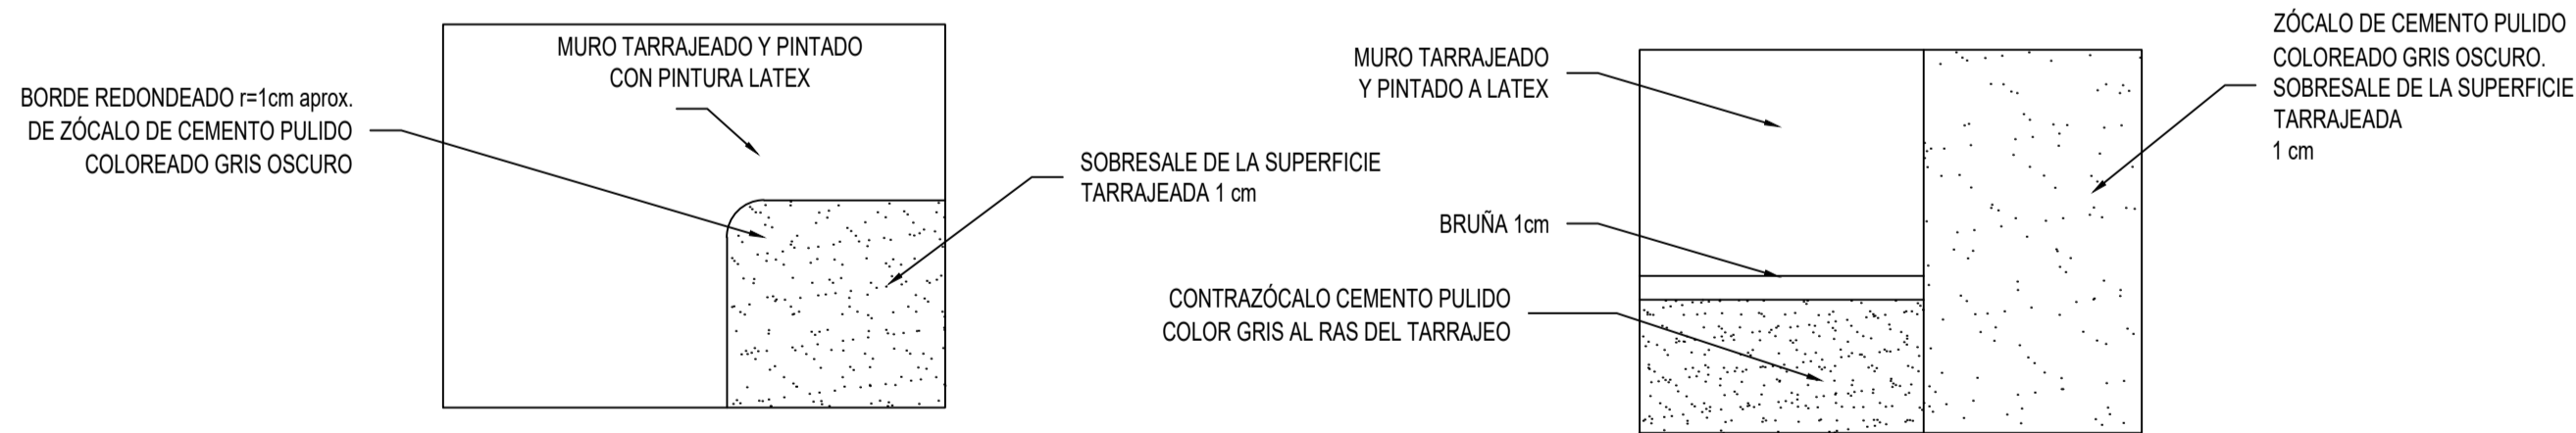 MURO TARRAJEADO Y PINTADO
CON PINTURA LATEX
BORDE REDONDEADO r=1cm aprox.
DE ZÓCALO DE CEMENTO PULIDO
COLOREADO GRIS OSCURO
SOBRESALE DE LA SUPERFICIE
TARRAJEADA 1 cm
MURO TARRAJEADO
Y PINTADO A LATEX
BRUÑA 1cm
CONTRAZÓCALO CEMENTO PULIDO
COLOR GRIS AL RAS DEL TARRAJEO
ZÓCALO DE CEMENTO PULIDO
COLOREADO GRIS OSCURO.
SOBRESALE DE LA SUPERFICIE
TARRAJEADA
1 cm